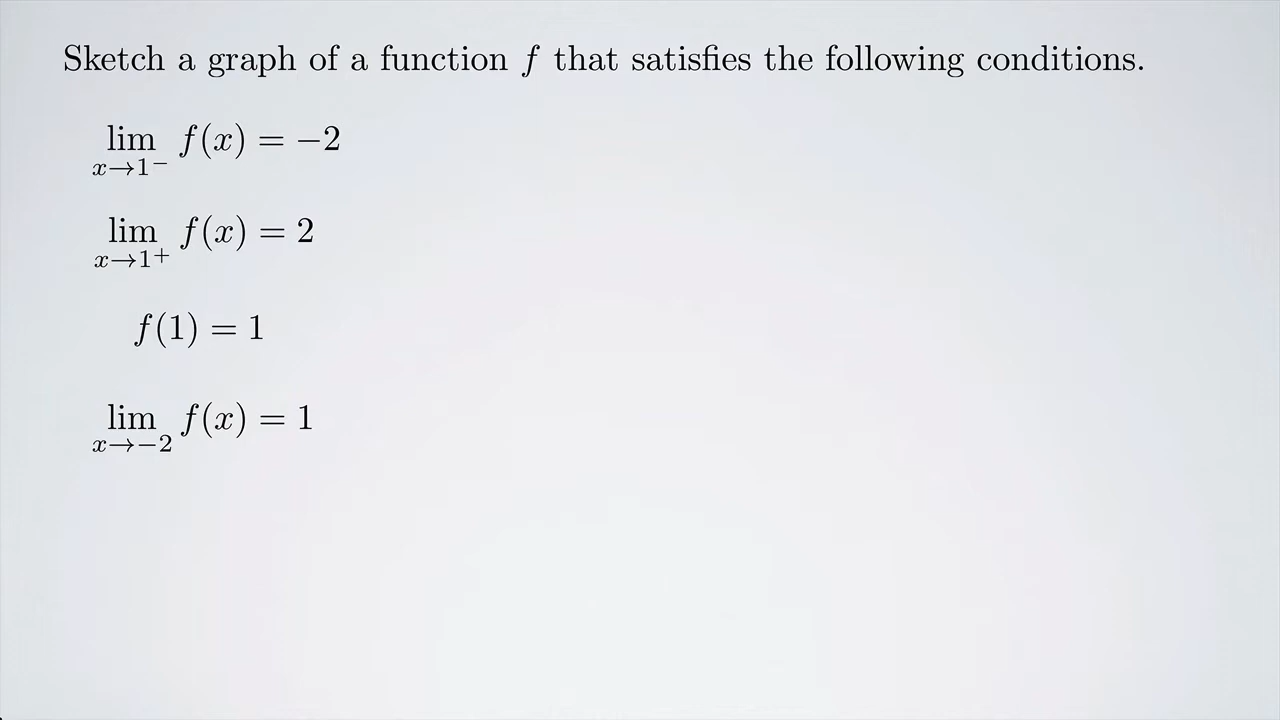 Sketch a graph of a function f that satisfies the following conditions.
lim_{x→1⁻} f(x) = −2
lim_{x→1⁺} f(x) = 2
f(1) = 1
lim_{x→−2} f(x) = 1